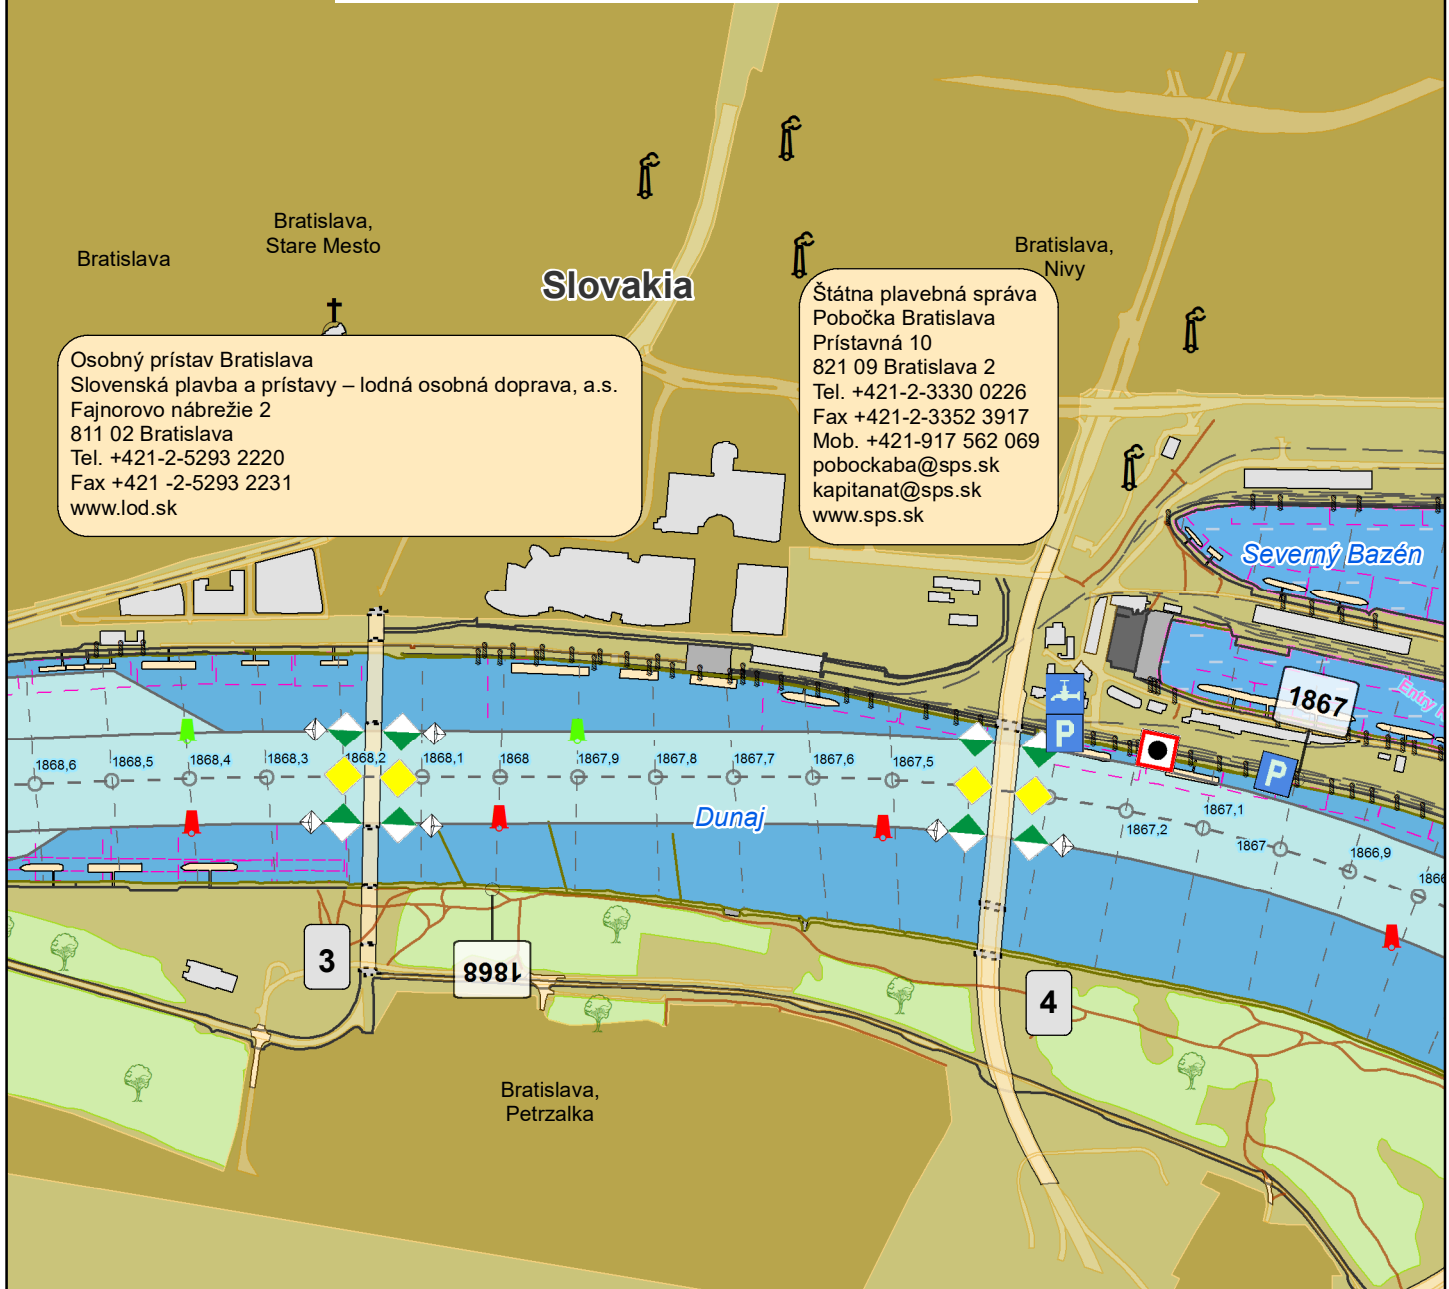 Bratislava,
Stare Mesto
Bratislava
Slovakia
Bratislava,
Nivy
Osobný prístav Bratislava
Slovenská plavba a prístavy – lodná osobná doprava, a.s.
Fajnorovo nábrežie 2
811 02 Bratislava
Tel. +421-2-5293 2220
Fax +421 -2-5293 2231
www.lod.sk
Štátna plavebná správa
Pobočka Bratislava
Prístavná 10
821 09 Bratislava 2
Tel. +421-2-3330 0226
Fax +421-2-3352 3917
Mob. +421-917 562 069
pobockaba@sps.sk
kapitanat@sps.sk
www.sps.sk
Severný Bazén
Entry
1867
P
P
1868,6
1868,5
1868,4
1868,3
1868,2
1868,1
1868
1867,9
1867,8
1867,7
1867,6
1867,5
1867,2
1867,1
1867
1866,9
1866
Dunaj
3
1868
4
Bratislava,
Petrzalka